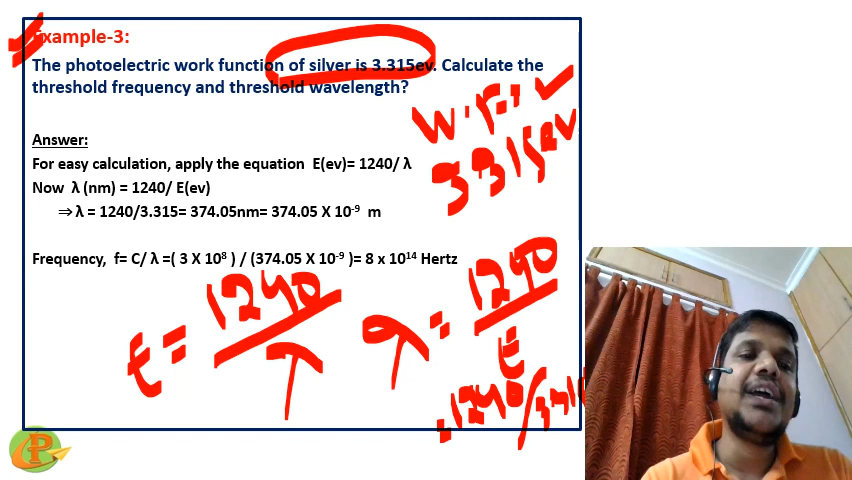 Example-3:
The photoelectric work function of silver is 3.315ev. Calculate the
threshold frequency and threshold wavelength?
W.F.
3.315ev
Answer:
For easy calculation, apply the equation E(ev)= 1240/ λ
Now λ (nm) = 1240/ E(ev)
⇒ λ = 1240/3.315= 374.05nm= 374.05 X 10⁻⁹ m
Frequency, f= C/ λ =( 3 X 10⁸ ) / (374.05 X 10⁻⁹ )= 8 x 10¹⁴ Hertz
E = 1240/λ
λ = 1240/E
= 1240/
P